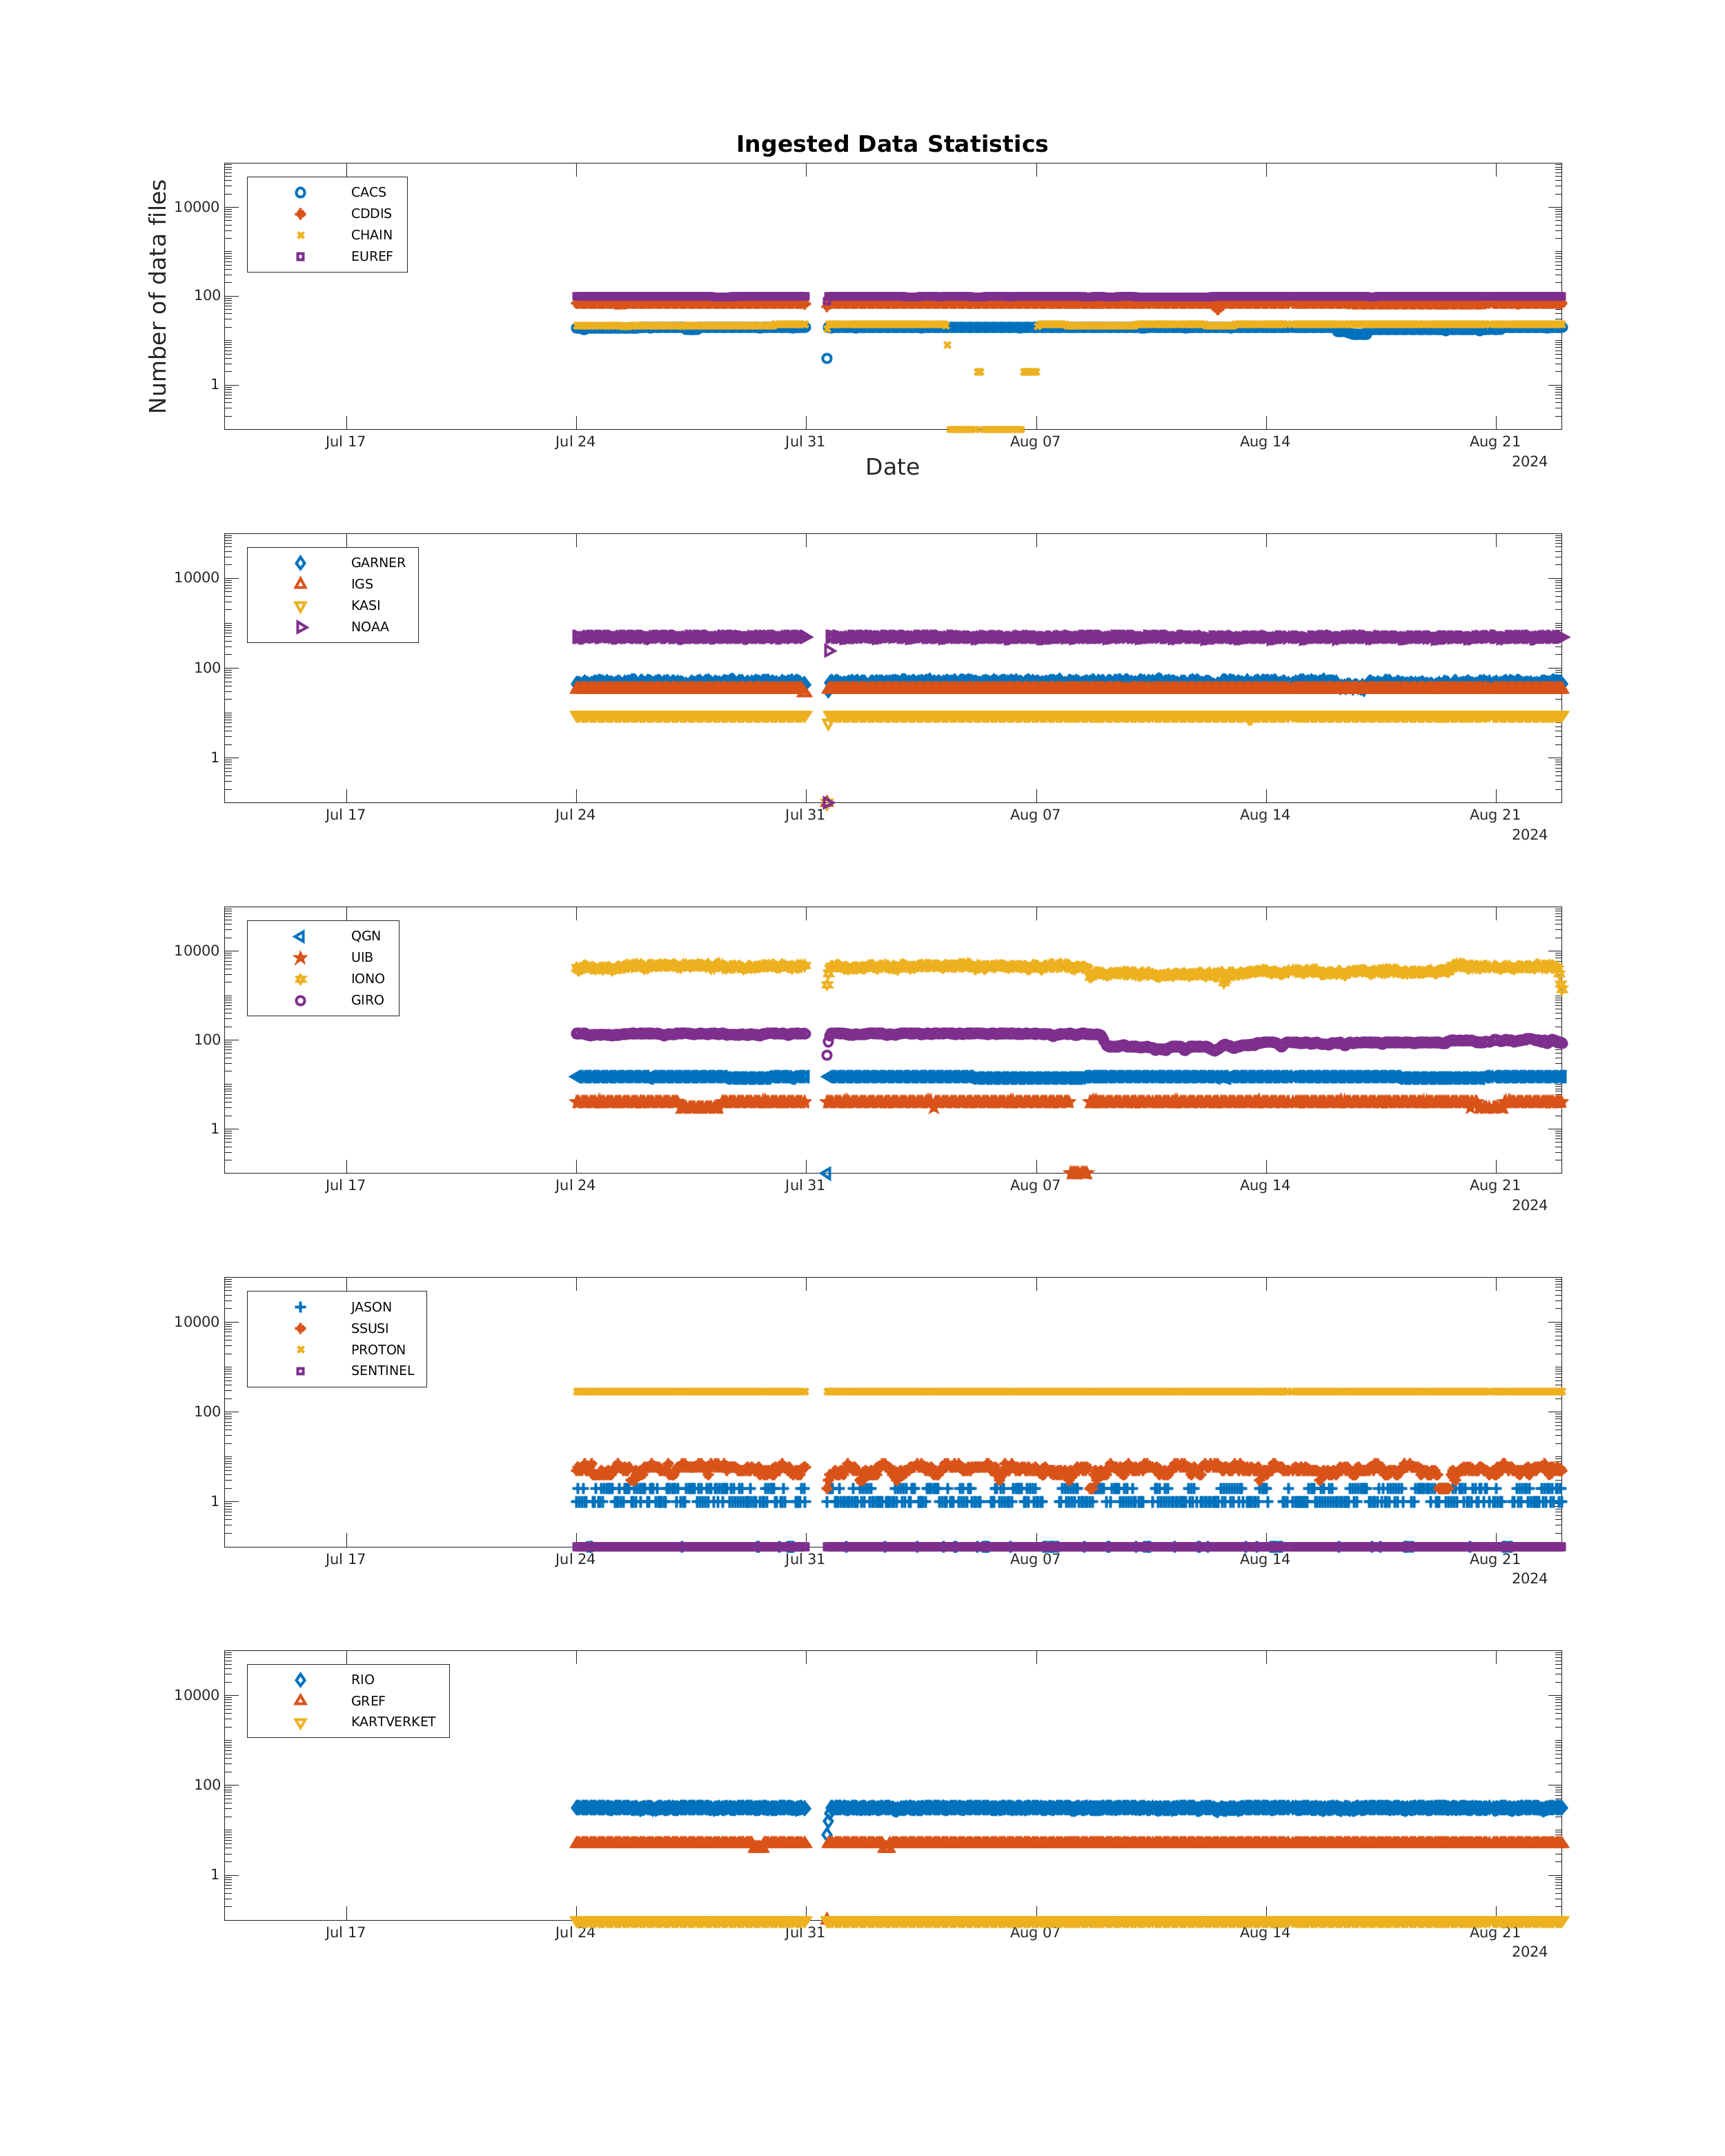 Ingested Data Statistics
Number of data files
10000
100
1
CACS
CDDIS
CHAIN
EUREF
Jul 17 Jul 24 Jul 31 Aug 07 Aug 14 Aug 21
2024
Date
10000
100
1
GARNER
IGS
KASI
NOAA
Jul 17 Jul 24 Jul 31 Aug 07 Aug 14 Aug 21
2024
10000
100
1
QGN
UIB
IONO
GIRO
Jul 17 Jul 24 Jul 31 Aug 07 Aug 14 Aug 21
2024
10000
100
1
JASON
SSUSI
PROTON
SENTINEL
Jul 17 Jul 24 Jul 31 Aug 07 Aug 14 Aug 21
2024
10000
100
1
RIO
GREF
KARTVERKET
Jul 17 Jul 24 Jul 31 Aug 07 Aug 14 Aug 21
2024